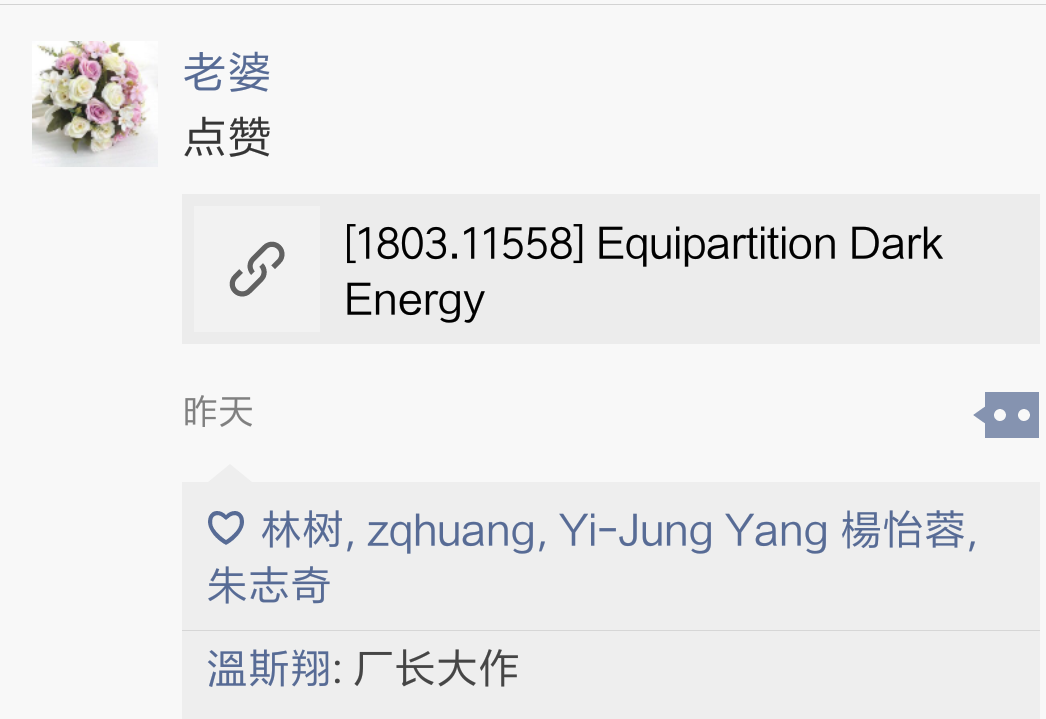 老婆
点赞
[1803.11558] Equipartition Dark
Energy
昨天
林树, zqhuang, Yi-Jung Yang 楊怡蓉,
朱志奇
溫斯翔: 厂长大作